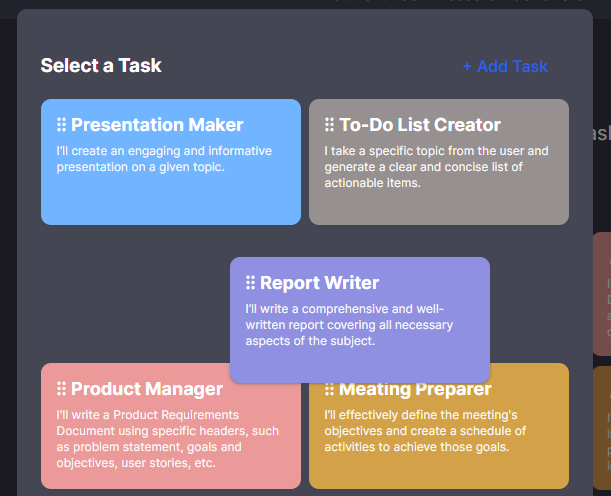 Select a Task
+ Add Task
Presentation Maker
I'll create an engaging and informative
presentation on a given topic.
To-Do List Creator
I take a specific topic from the user and
generate a clear and concise list of
actionable items.
Report Writer
I'll write a comprehensive and well-
written report covering all necessary
aspects of the subject.
Product Manager
I'll write a Product Requirements
Document using specific headers, such
as problem statement, goals and
objectives, user stories, etc.
Meating Preparer
I'll effectively define the meeting's
objectives and create a schedule of
activities to achieve those goals.